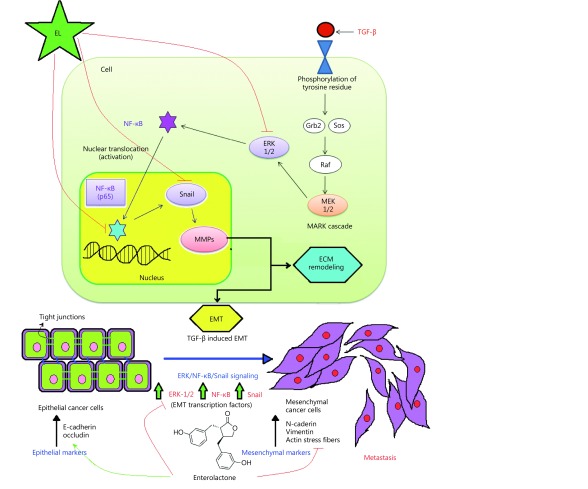 EL
TGF-β
Cell
Phosphorylation of
tyrosine residue
NF-κB
Grb2
Sos
ERK
1/2
Nuclear translocation
(activation)
Raf
NF-κB
(p65)
Snail
MEK
1/2
MARK cascade
MMPs
ECM
remodeling
Nucleus
EMT
TGF-β induced EMT
Tight junctions
ERK/NF-κB/Snail signaling
ERK-1/2
NF-κB
Snail
(EMT transcription factors)
Epithelial cancer cells
Mesenchymal
cancer cells
E-cadherin
occludin
N-caderin
Vimentin
Actin stress fibers
Epithelial markers
Mesenchymal markers
Metastasis
O
O
HO
OH
Enterolactone